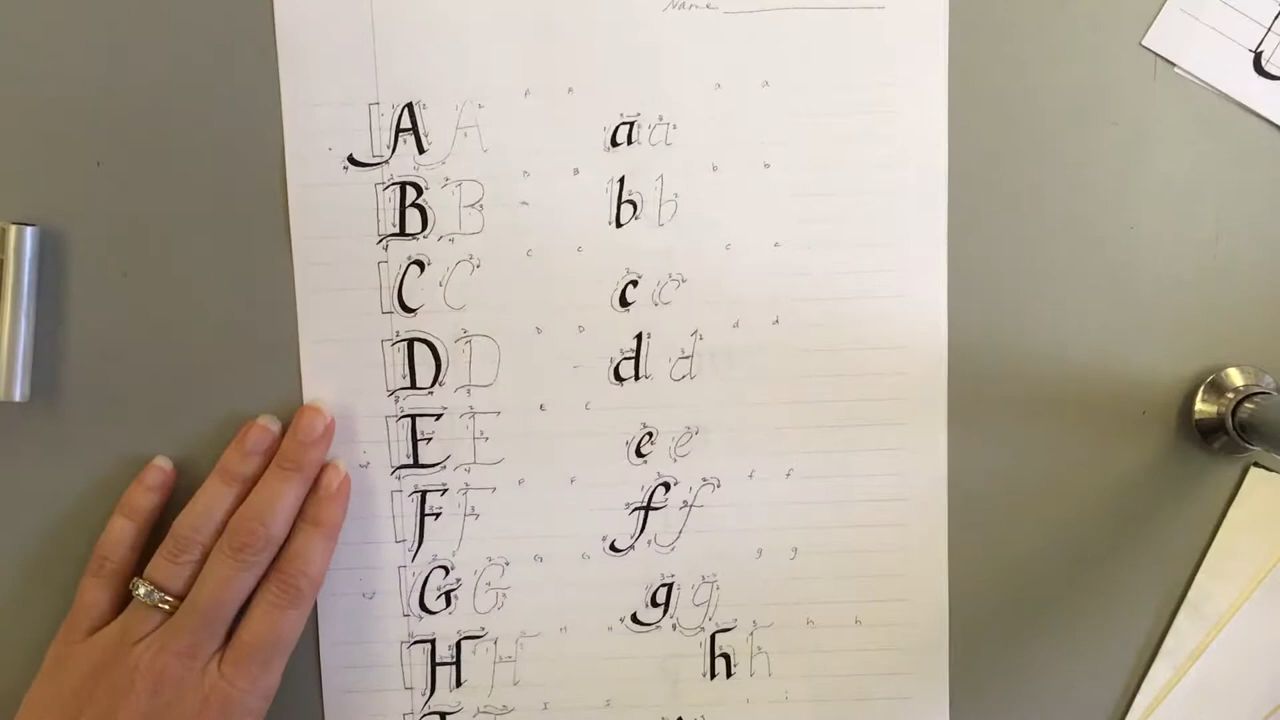 Name
A A A A a a a a
B B B B b b b b
C C C C c c c c
D D D D d d d d
E E E E e e
F F F F f f f f
G G G G g g g g
H H H H h h h h
I I i i